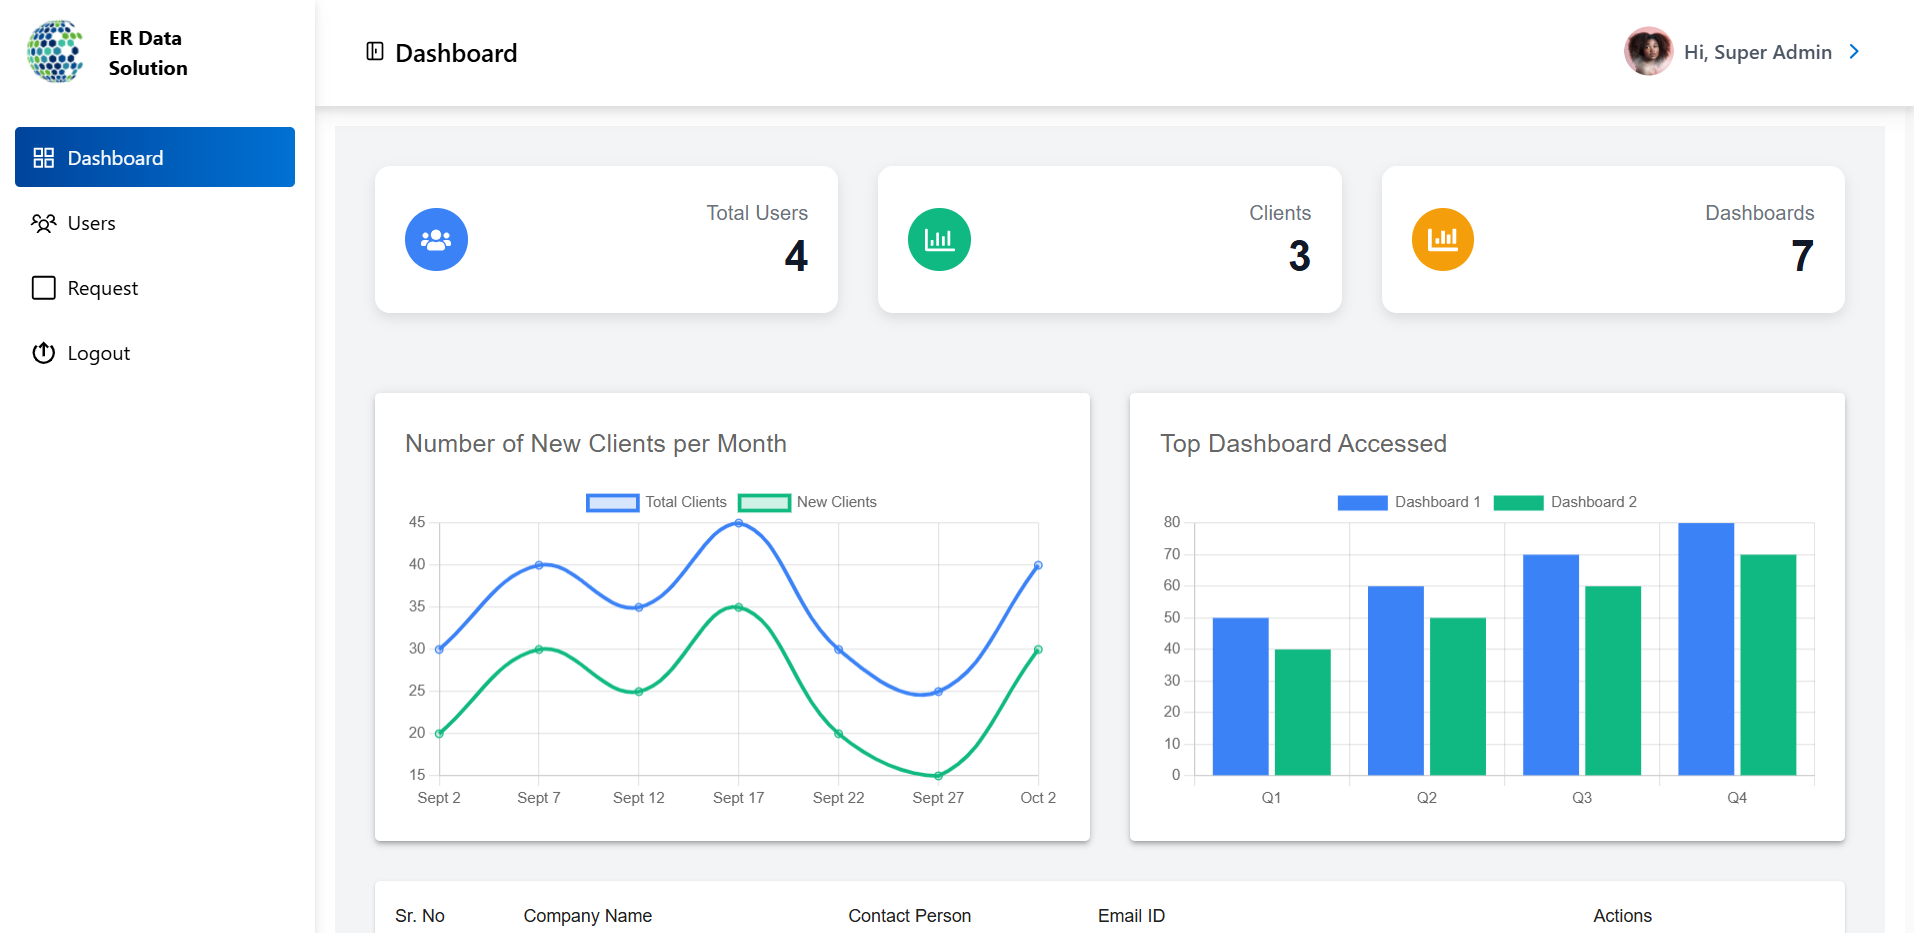 ER Data
Solution
Dashboard
Hi, Super Admin
Dashboard
Users
Request
Logout
Total Users
4
Clients
3
Dashboards
7
Number of New Clients per Month
Total Clients New Clients
45
40
35
30
25
20
15
Sept 2 Sept 7 Sept 12 Sept 17 Sept 22 Sept 27 Oct 2
Top Dashboard Accessed
Dashboard 1 Dashboard 2
80
70
60
50
40
30
20
10
0
Q1 Q2 Q3 Q4
Sr. No Company Name Contact Person Email ID Actions